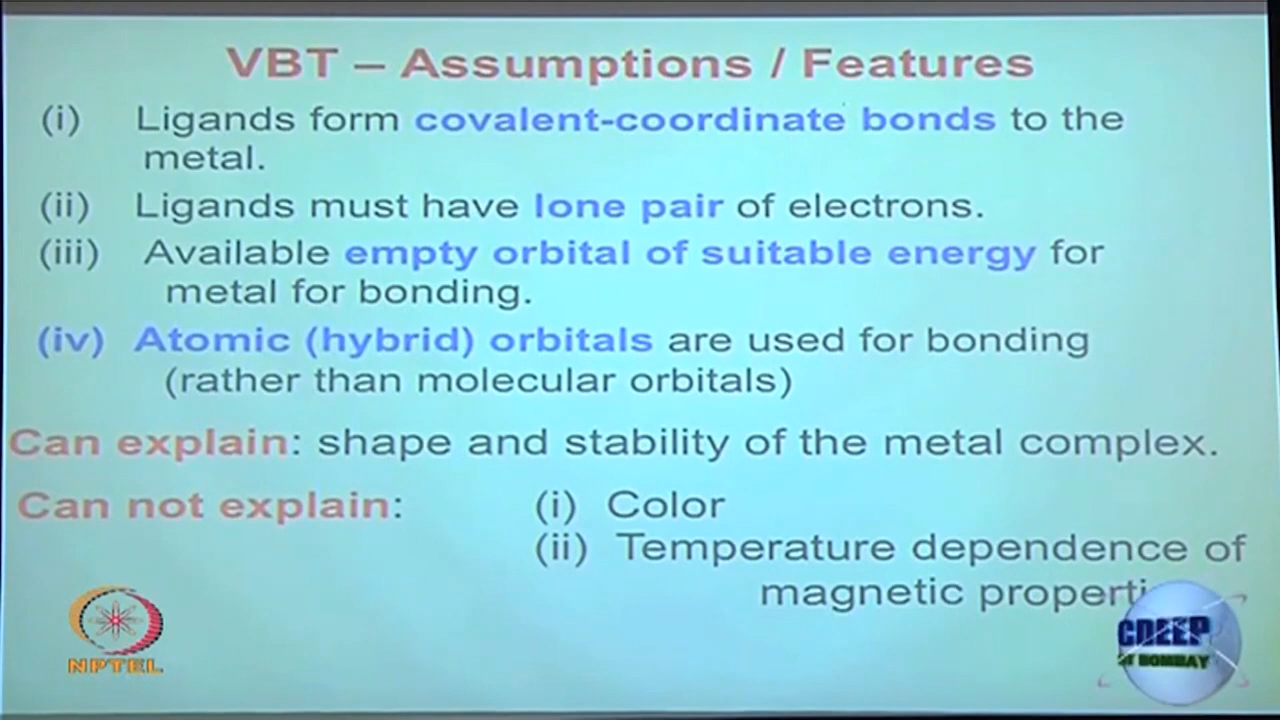 VBT – Assumptions / Features
(i) Ligands form covalent-coordinate bonds to the
metal.
(ii) Ligands must have lone pair of electrons.
(iii) Available empty orbital of suitable energy for
metal for bonding.
(iv) Atomic (hybrid) orbitals are used for bonding
(rather than molecular orbitals)
Can explain: shape and stability of the metal complex.
Can not explain: (i) Color
(ii) Temperature dependence of
magnetic
NPTEL
CDEEP
IIT BOMBAY